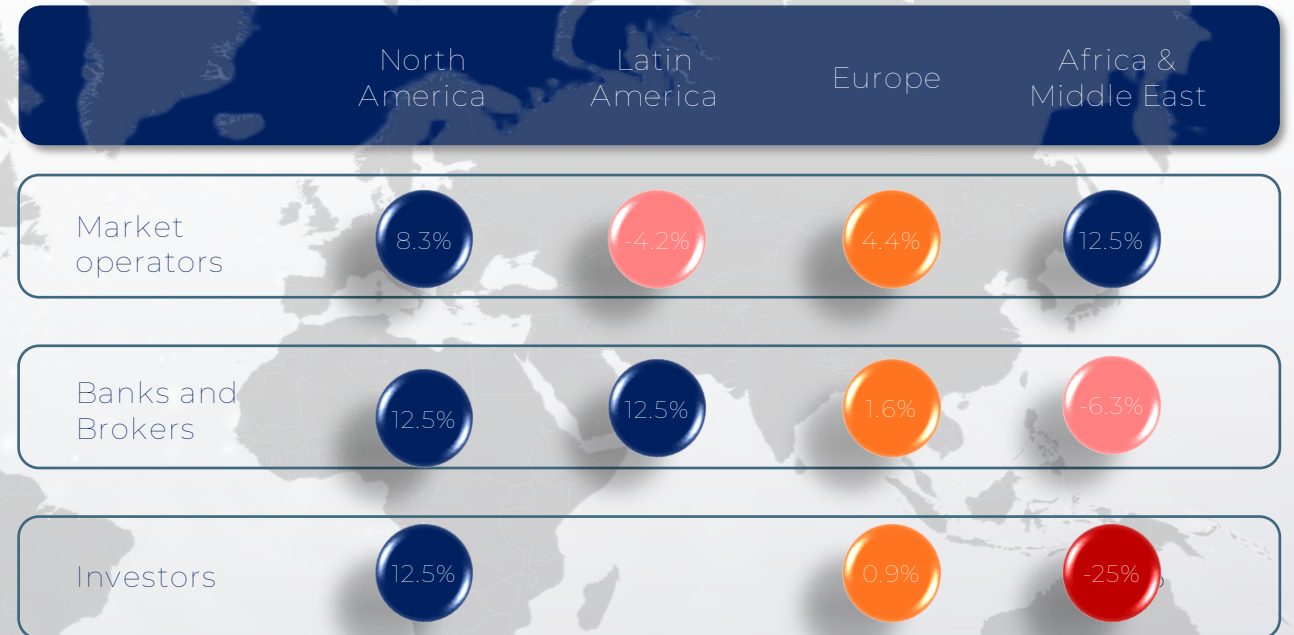 North
America
Latin
America
Europe
Africa &
Middle East
Market
operators
8.3%
-4.2%
4.4%
12.5%
Banks and
Brokers
12.5%
12.5%
1.6%
-6.3%
Investors
12.5%
0.9%
-25%